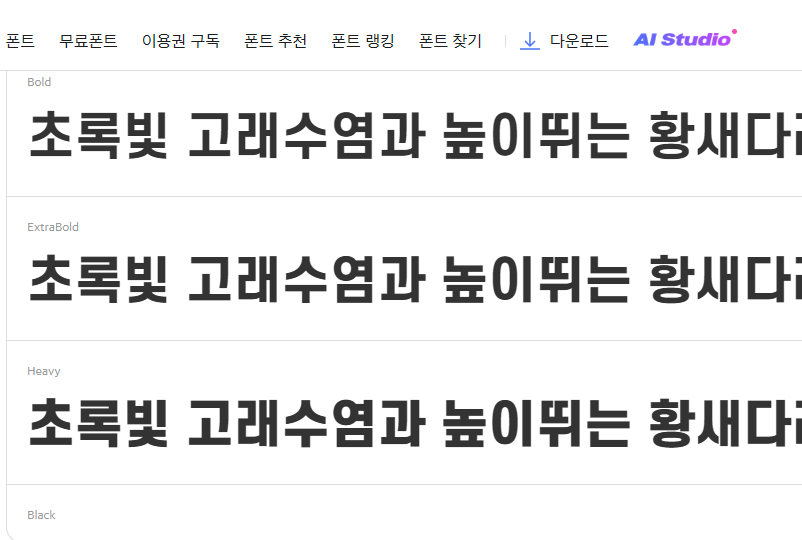 폰트 무료폰트 이용권 구독 폰트 추천 폰트 랭킹 폰트 찾기 다운로드 AI Studio
Bold
초록빛 고래수염과 높이뛰는 황새다
ExtraBold
초록빛 고래수염과 높이뛰는 황새다
Heavy
초록빛 고래수염과 높이뛰는 황새다
Black